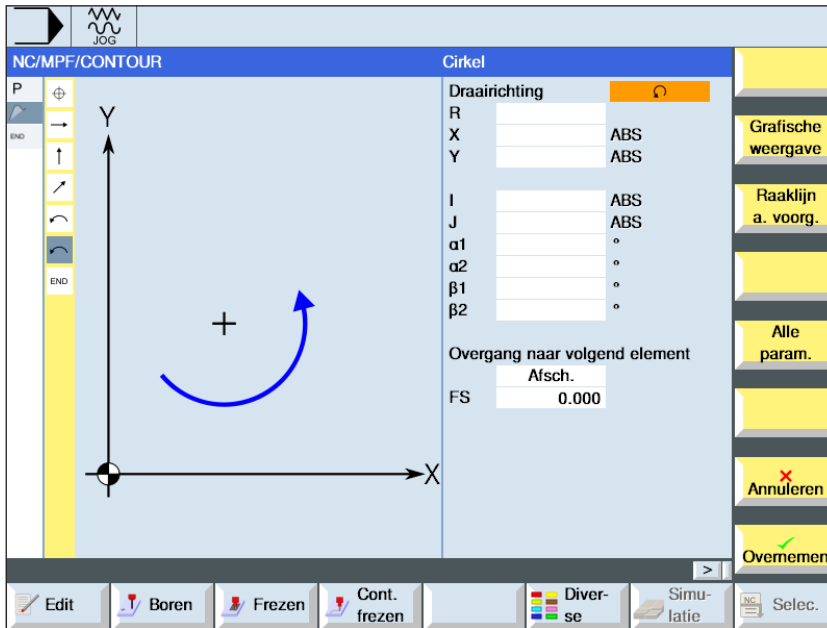 JOG
NC/MPF/CONTOUR
Cirkel
P
END
END
Y
X
Draairichting
R
X ABS
Y ABS
I ABS
J ABS
α1 °
α2 °
β1 °
β2 °
Overgang naar volgend element
Afsch.
FS 0.000
Grafische
weergave
Raaklijn
a. voorg.
Alle
param.
Annuleren
Overnemen
>
Edit
Boren
Frezen
Cont.
frezen
Diver-
se
Simu-
latie
NC
Selec.